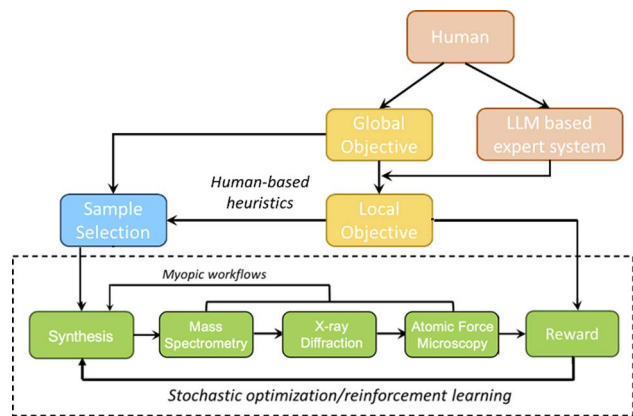 Human
Global
Objective
LLM based
expert system
Human-based
heuristics
Sample
Selection
Local
Objective
Myopic workflows
Synthesis
Mass
Spectrometry
X-ray
Diffraction
Atomic Force
Microscopy
Reward
Stochastic optimization/reinforcement learning